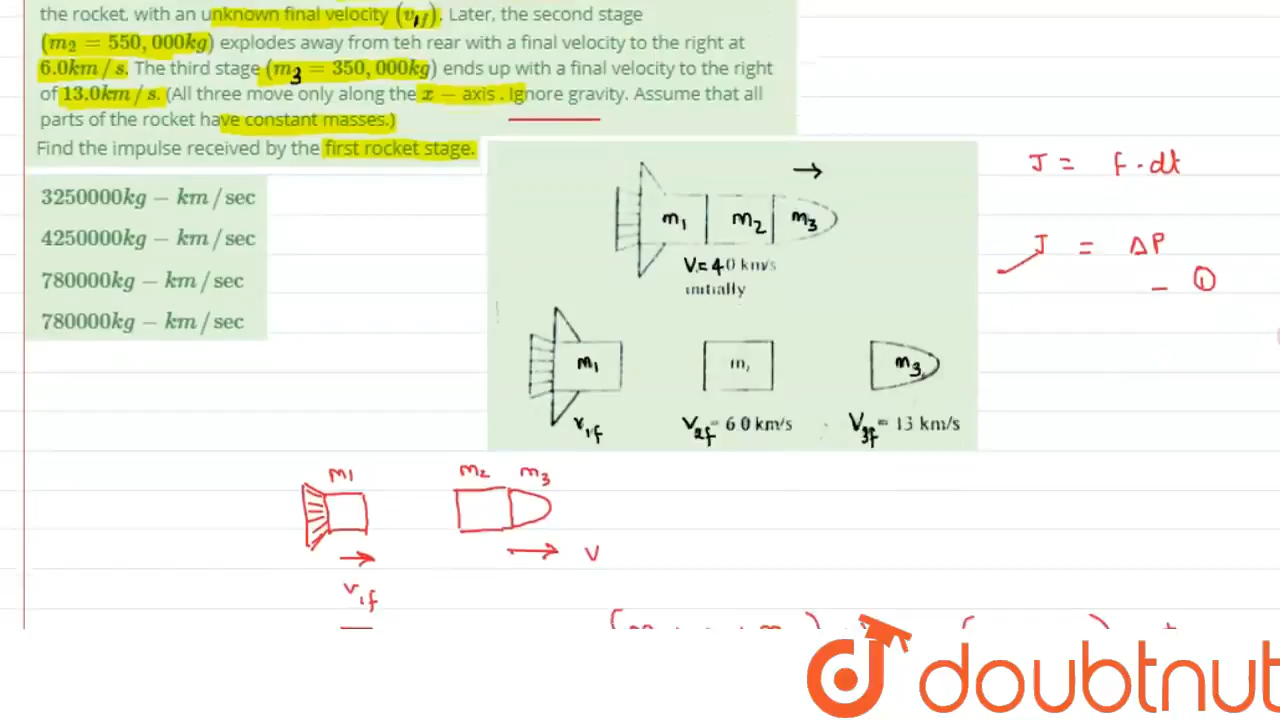 the rocket, with an unknown final velocity (v₁f). Later, the second stage
(m₂ = 550,000kg) explodes away from teh rear with a final velocity to the right at
6.0km/s. The third stage (m₃ = 350,000kg) ends up with a final velocity to the right
of 13.0km/s. (All three move only along the x − axis . Ignore gravity. Assume that all
parts of the rocket have constant masses.)
Find the impulse received by the first rocket stage.
3250000kg − km/sec
4250000kg − km/sec
780000kg − km/sec
780000kg − km/sec
→
m₁ m₂ m₃
V = 4.0 km/s
initially
m₁ m, m₃
v₁f V₂f = 6.0 km/s V₃f = 13 km/s
J = F · dt
J = ΔP
− ①
m₁ m₂ m₃
v
v₁f
doubtnut